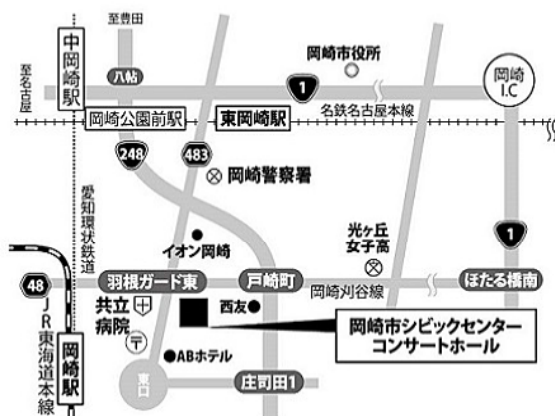 至豊田
中岡崎駅
岡崎市役所
岡崎
I.C
至名古屋
八帖
1
名鉄名古屋本線
岡崎公園前駅
東岡崎駅
248
483
岡崎警察署
愛知環状鉄道
イオン岡崎
光ヶ丘
女子高
1
48
羽根ガード東
戸崎町
岡崎刈谷線
ほたる橋南
共立
病院
西友
岡崎市シビックセンター
コンサートホール
JR東海道本線
岡崎駅
〒
ABホテル
東口
庄司田1